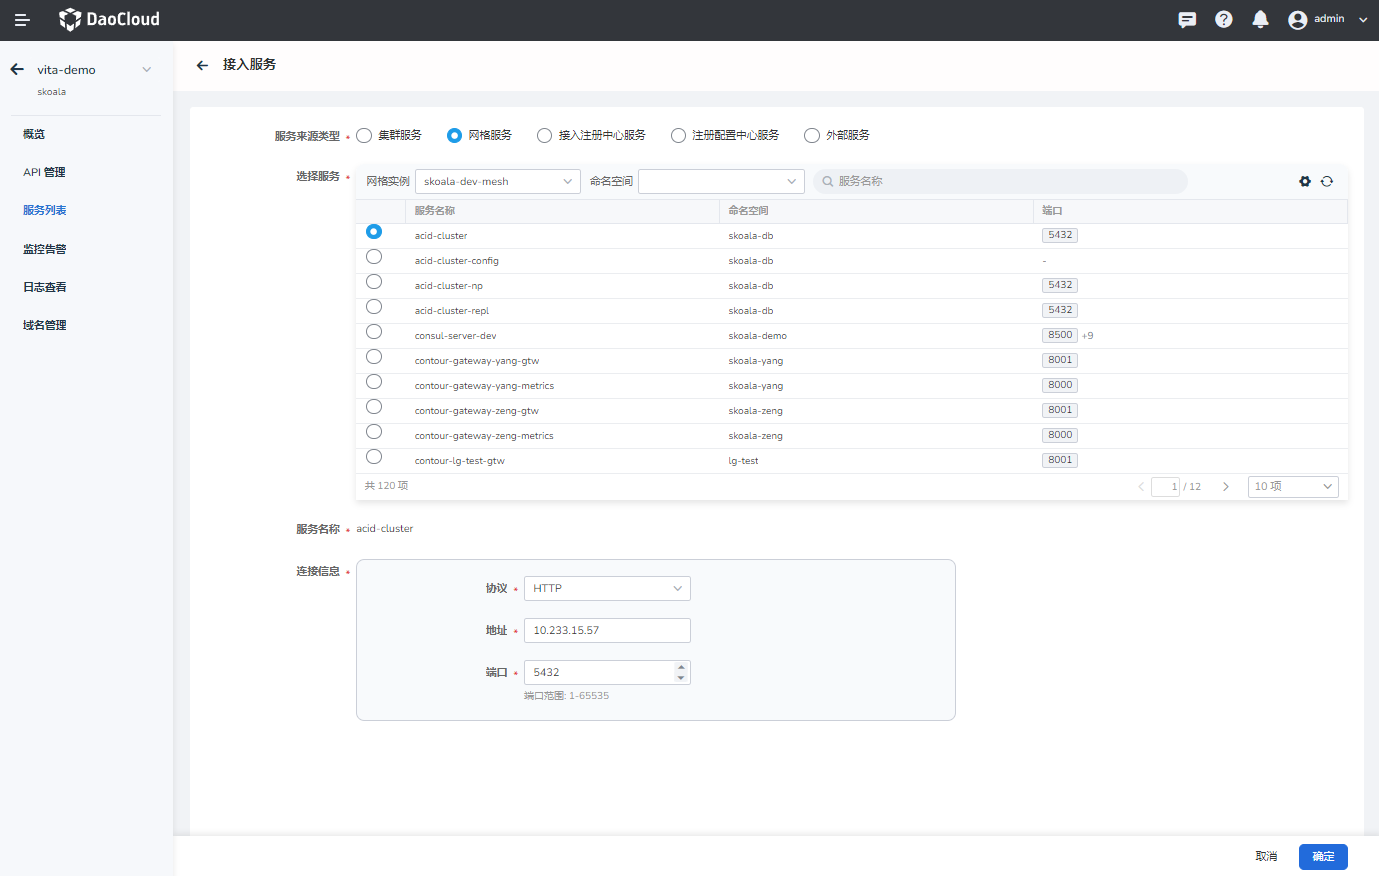 DaoCloud
admin
vita-demo
skoala
概览
API 管理
服务列表
监控告警
日志查看
域名管理
接入服务
服务来源类型 * 集群服务 网格服务 接入注册中心服务 注册配置中心服务 外部服务
选择服务 * 网格实例 skoala-dev-mesh 命名空间 服务名称
服务名称 命名空间 端口
acid-cluster skoala-db 5432
acid-cluster-config skoala-db -
acid-cluster-np skoala-db 5432
acid-cluster-repl skoala-db 5432
consul-server-dev skoala-demo 8500 +9
contour-gateway-yang-gtw skoala-yang 8001
contour-gateway-yang-metrics skoala-yang 8000
contour-gateway-zeng-gtw skoala-zeng 8001
contour-gateway-zeng-metrics skoala-zeng 8000
contour-lg-test-gtw lg-test 8001
共 120 项 1 / 12 10 项
服务名称 * acid-cluster
连接信息 *
协议 * HTTP
地址 * 10.233.15.57
端口 * 5432
端口范围: 1-65535
取消 确定